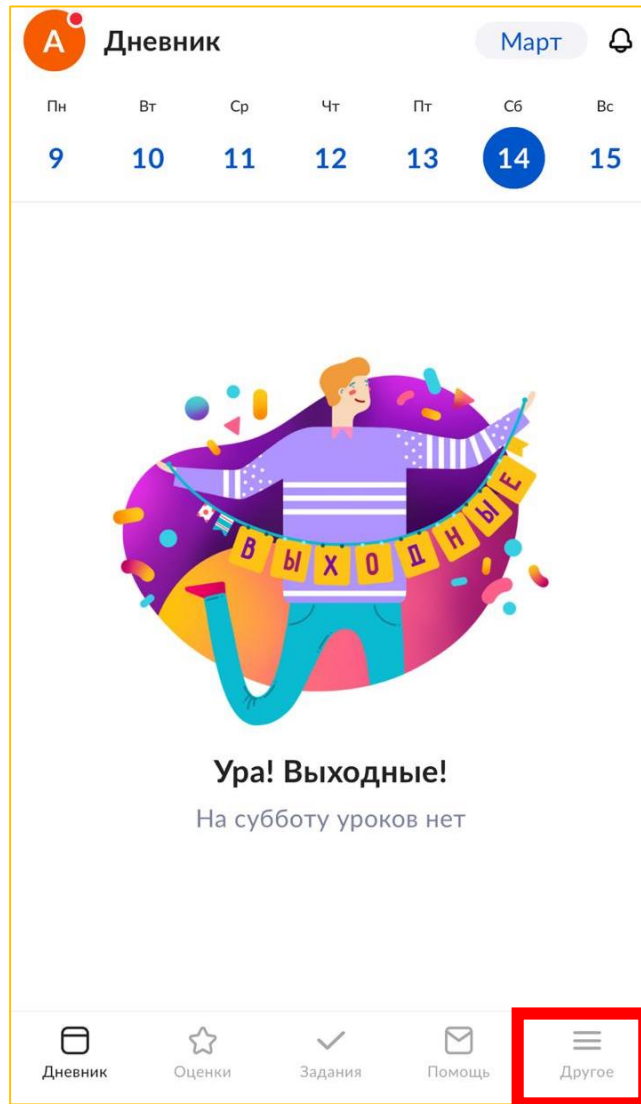 А Дневник Март
Пн Вт Ср Чт Пт Сб Вс
9 10 11 12 13 14 15
ВЫХОДНЫЕ
Ура! Выходные!
На субботу уроков нет
Дневник Оценки Задания Помощь Другое